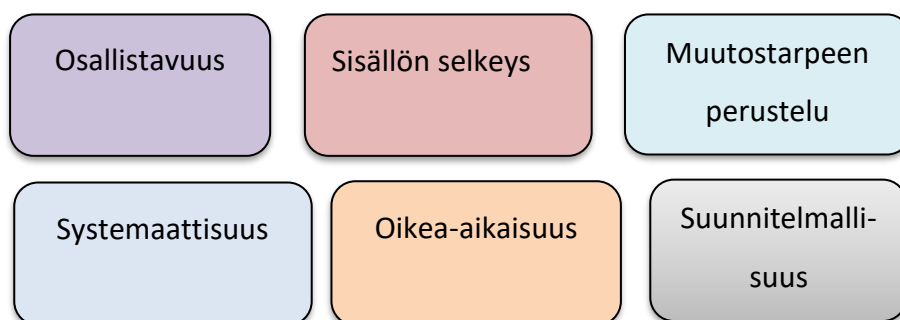 Osallistavuus
Sisällön selkeys
Muutostarpeen
perustelu
Systemaattisuus
Oikea-aikaisuus
Suunnitelmalli-
suus